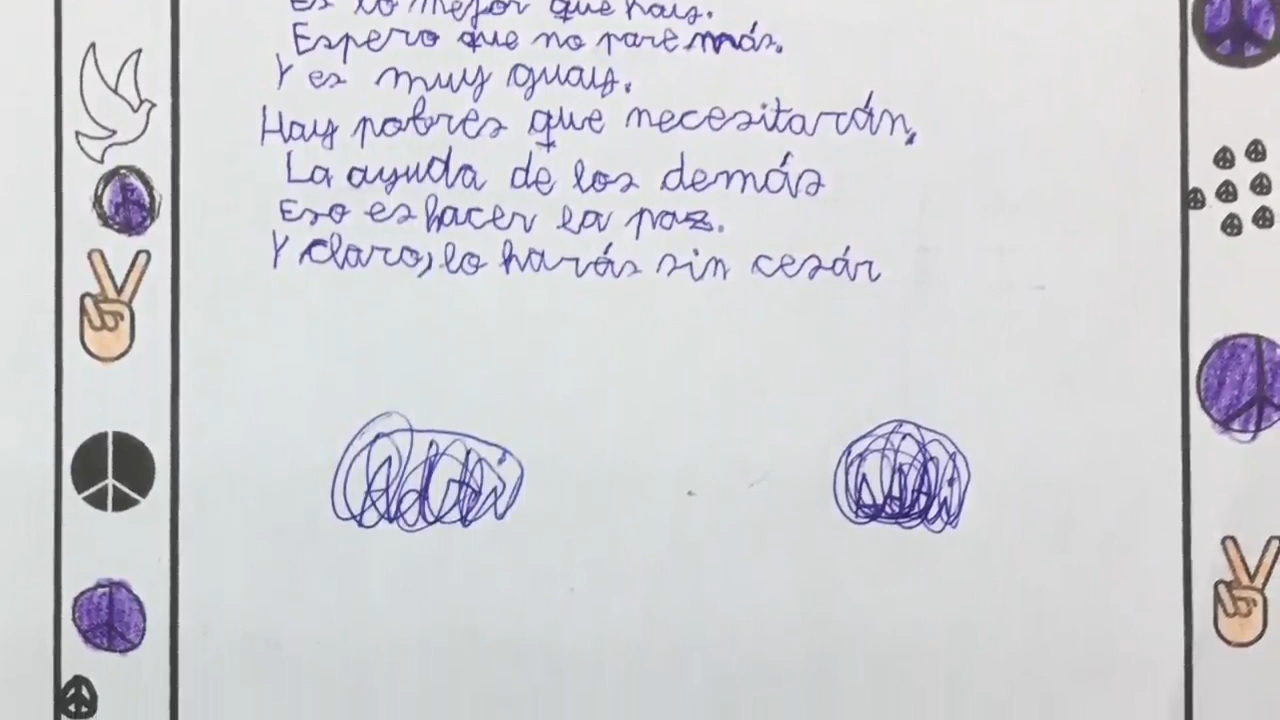 Es lo mejor que hay.
Espero que no pare más.
Y es muy guay.
Hay pobres que necesitarán,
La ayuda de los demás
Eso es hacer la paz.
Y claro, lo harás sin cesár